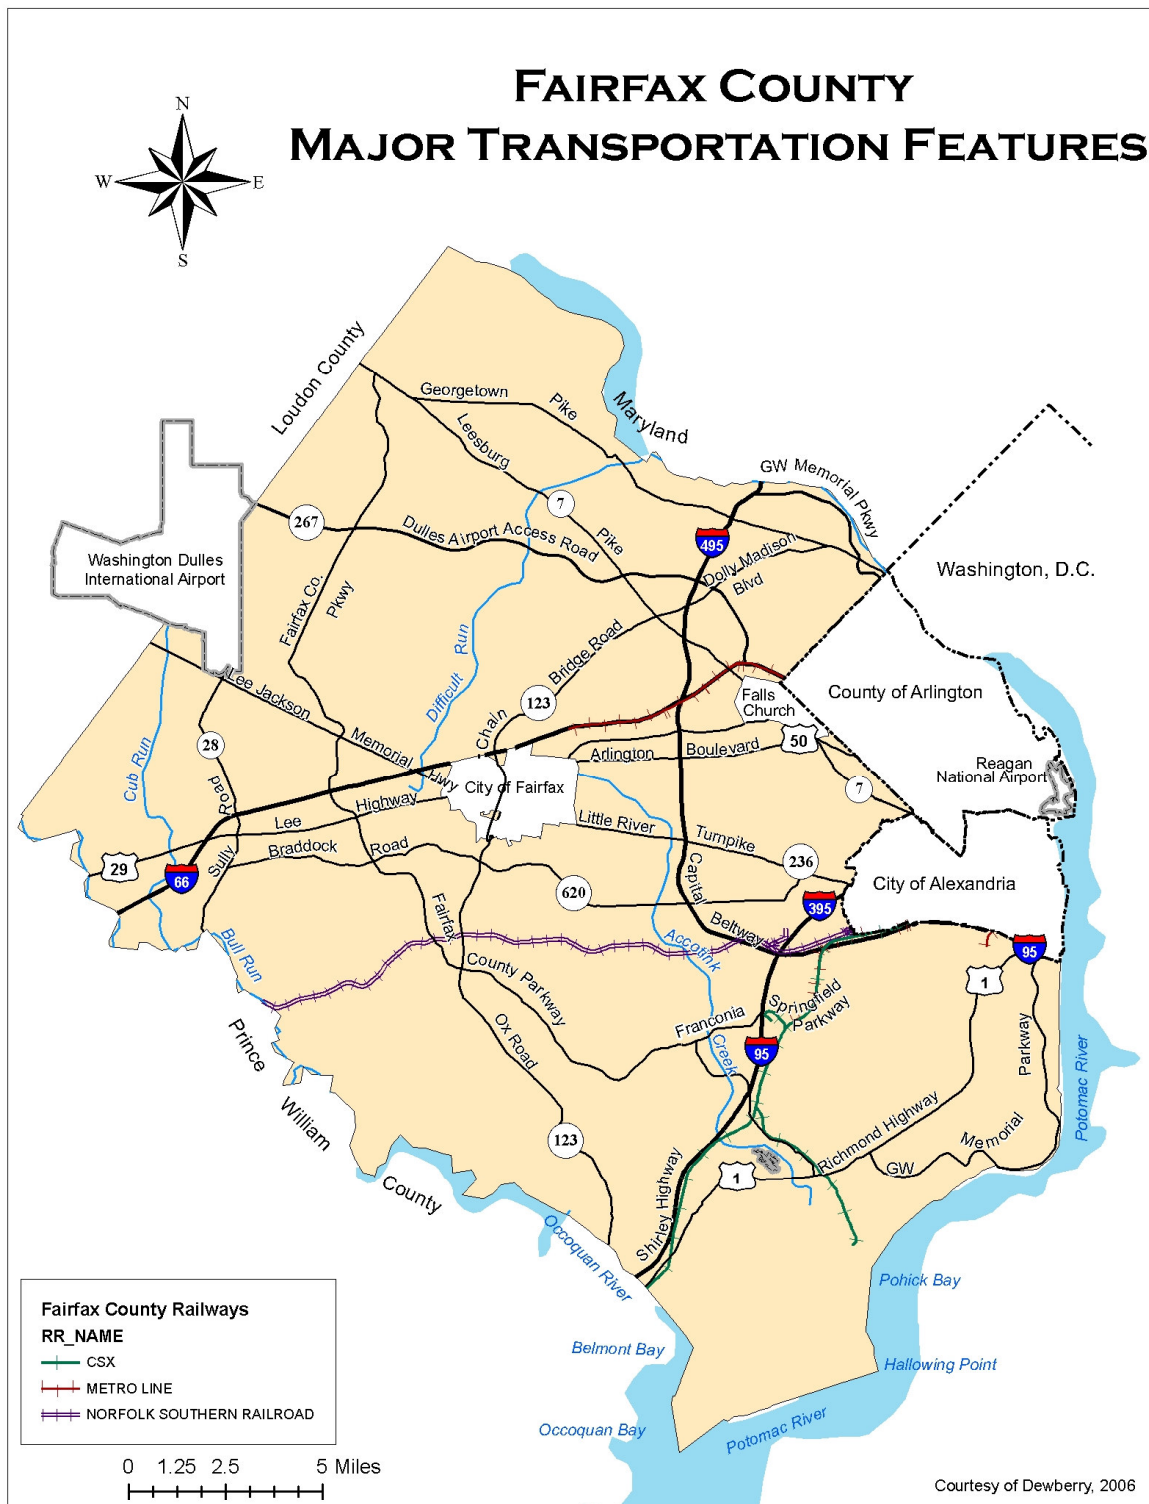 FAIRFAX COUNTY
MAJOR TRANSPORTATION FEATURES
N
W
E
S
Loudon County
Georgetown
Pike
Maryland
Leesburg
GW Memorial Pkwy
7
267
Dulles Airport Access Road
Pike
495
Dolly Madison
Blvd
Washington, D.C.
Washington Dulles
International Airport
Fairfax Co.
Pkwy
Difficult Run
Bridge Road
Lee Jackson
Memorial
Hwy
123
Chain
Falls
Church
County of Arlington
28
Cub Run
Arlington Boulevard
50
Reagan
National Airport
City of Fairfax
7
Sully Road
Lee Highway
Little River Turnpike
Braddock Road
29
66
236
620
Capital
Beltway
395
City of Alexandria
Fairfax
County Parkway
Bull Run
Accotink
Creek
95
1
Springfield
Parkway
Franconia
Ox Road
95
Parkway
Potomac River
Prince
William
County
123
Richmond Highway
Memorial
GW
1
Shirley Highway
Occoquan River
Pohick Bay
Belmont Bay
Hallowing Point
Occoquan Bay
Potomac River
Fairfax County Railways
RR_NAME
CSX
METRO LINE
NORFOLK SOUTHERN RAILROAD
0 1.25 2.5 5 Miles
Courtesy of Dewberry, 2006